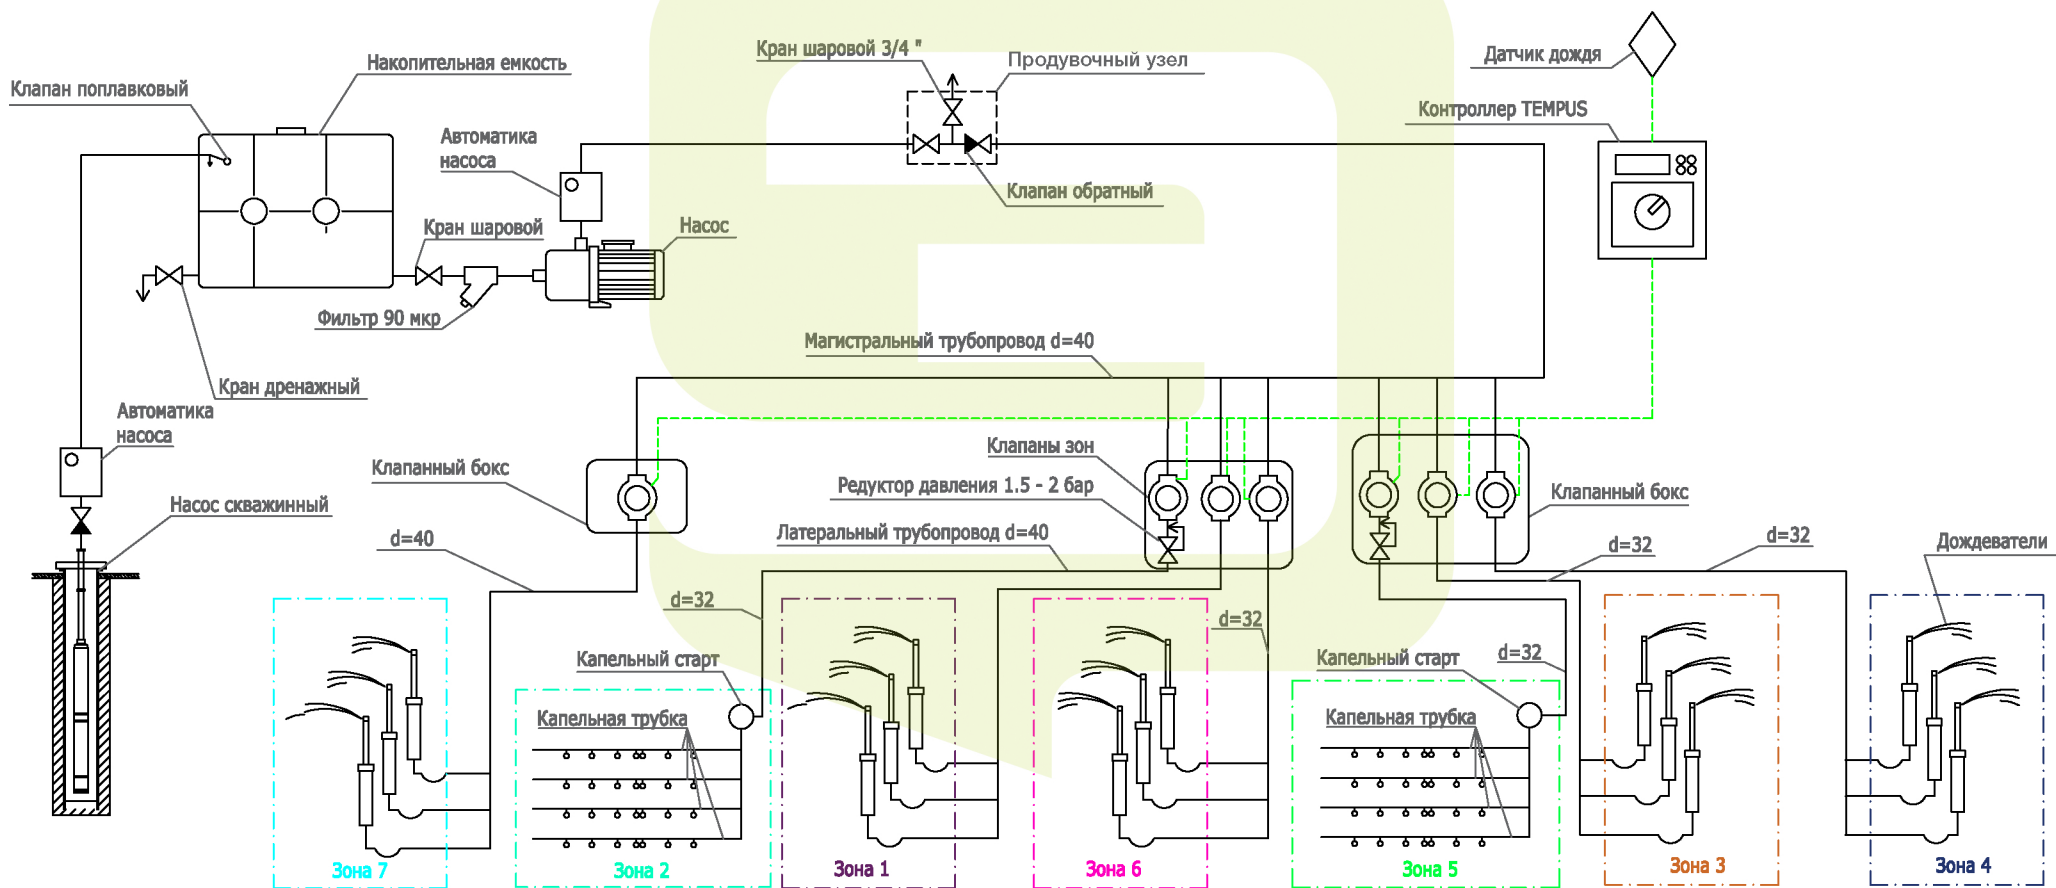 Клапан поплавковый
Накопительная емкость
Автоматика
насоса
Кран шаровой 3/4 "
Продувочный узел
Датчик дождя
Контроллер TEMPUS
Клапан обратный
Кран шаровой
Насос
Фильтр 90 мкр
Кран дренажный
Магистральный трубопровод d=40
Автоматика
насоса
Клапанный бокс
Клапаны зон
Редуктор давления 1.5 - 2 бар
Клапанный бокс
Насос скважинный
d=40
Латеральный трубопровод d=40
d=32
d=32
Дождеватели
d=32
d=32
Капельный старт
Капельный старт
d=32
Капельная трубка
Капельная трубка
Зона 7
Зона 2
Зона 1
Зона 6
Зона 5
Зона 3
Зона 4